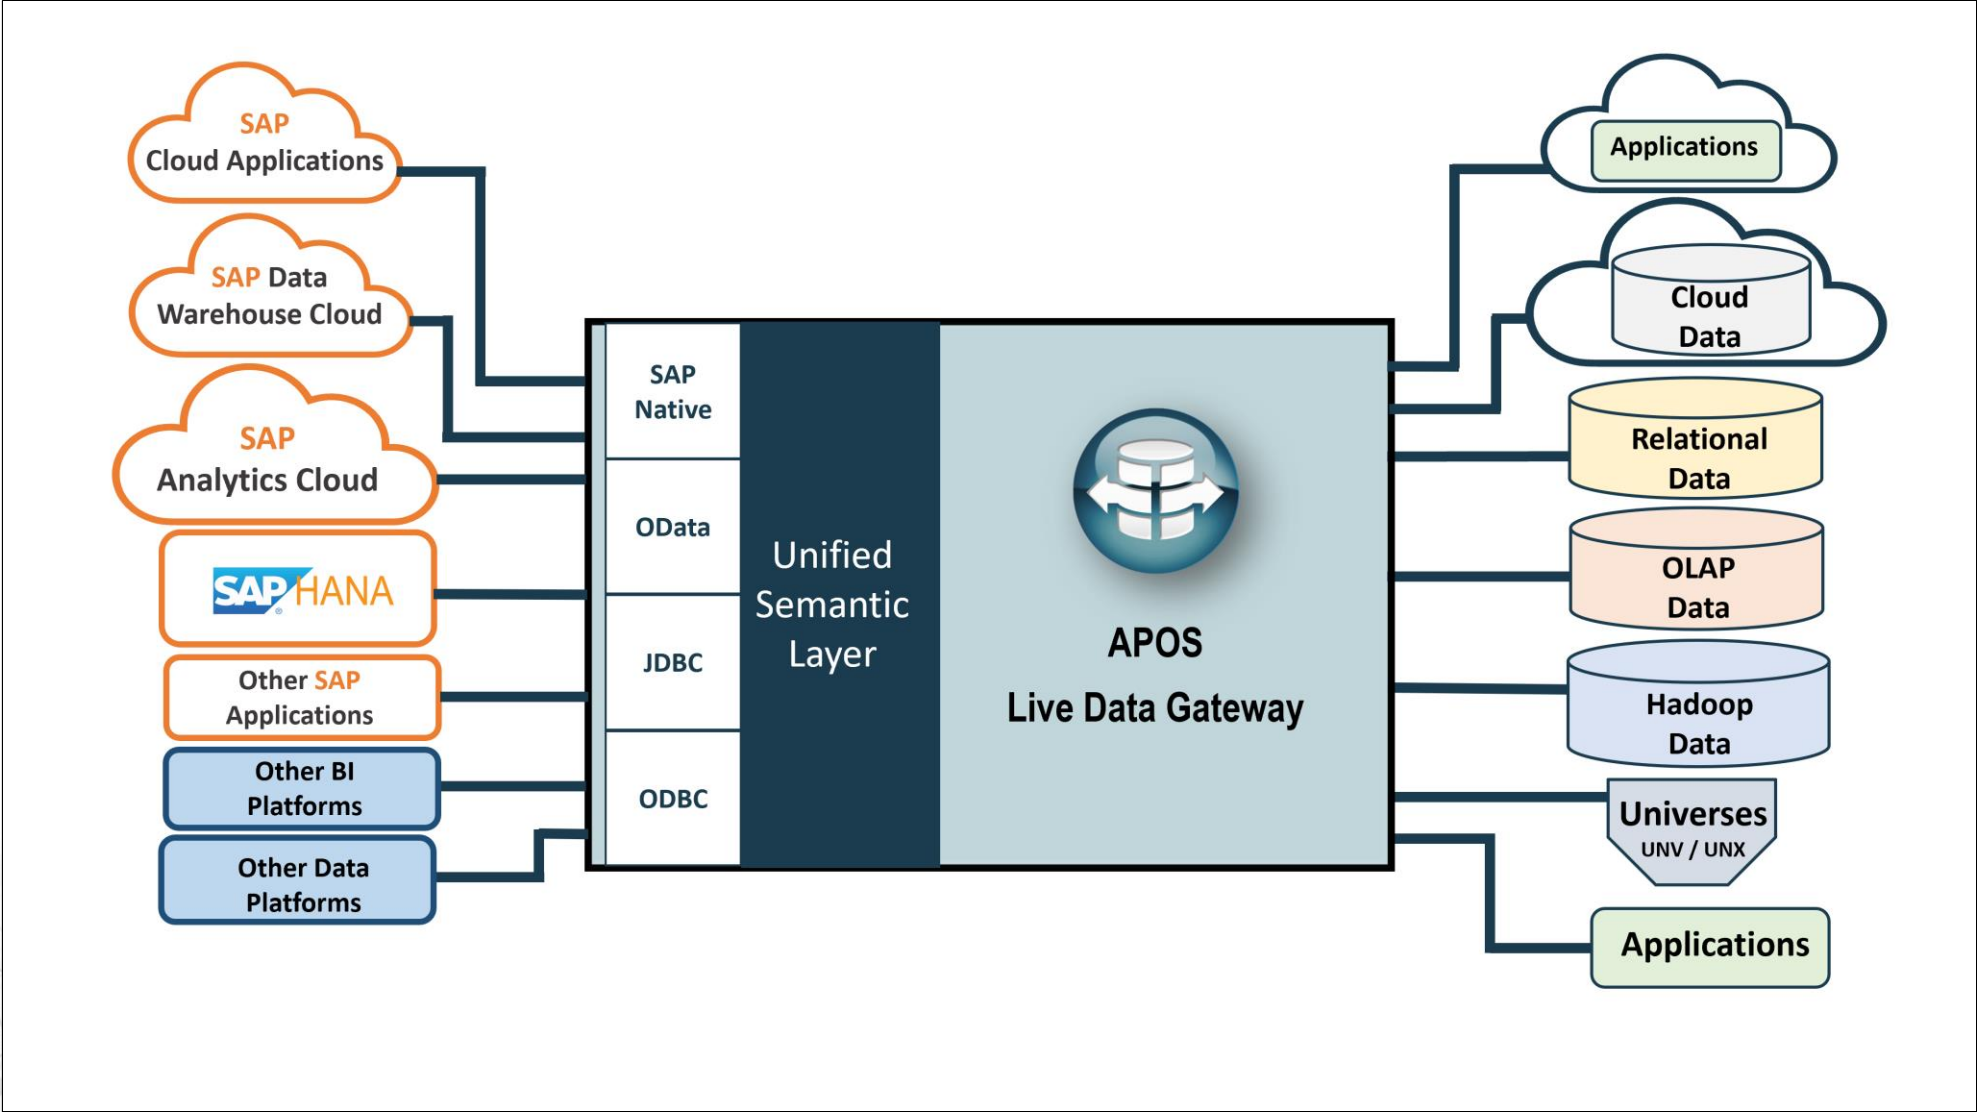 SAP
Cloud Applications
SAP Data
Warehouse Cloud
SAP
Analytics Cloud
SAP HANA
®
Other SAP
Applications
Other BI
Platforms
Other Data
Platforms
SAP
Native
OData
JDBC
ODBC
Unified
Semantic
Layer
APOS
Live Data Gateway
Applications
Cloud
Data
Relational
Data
OLAP
Data
Hadoop
Data
Universes
UNV / UNX
Applications